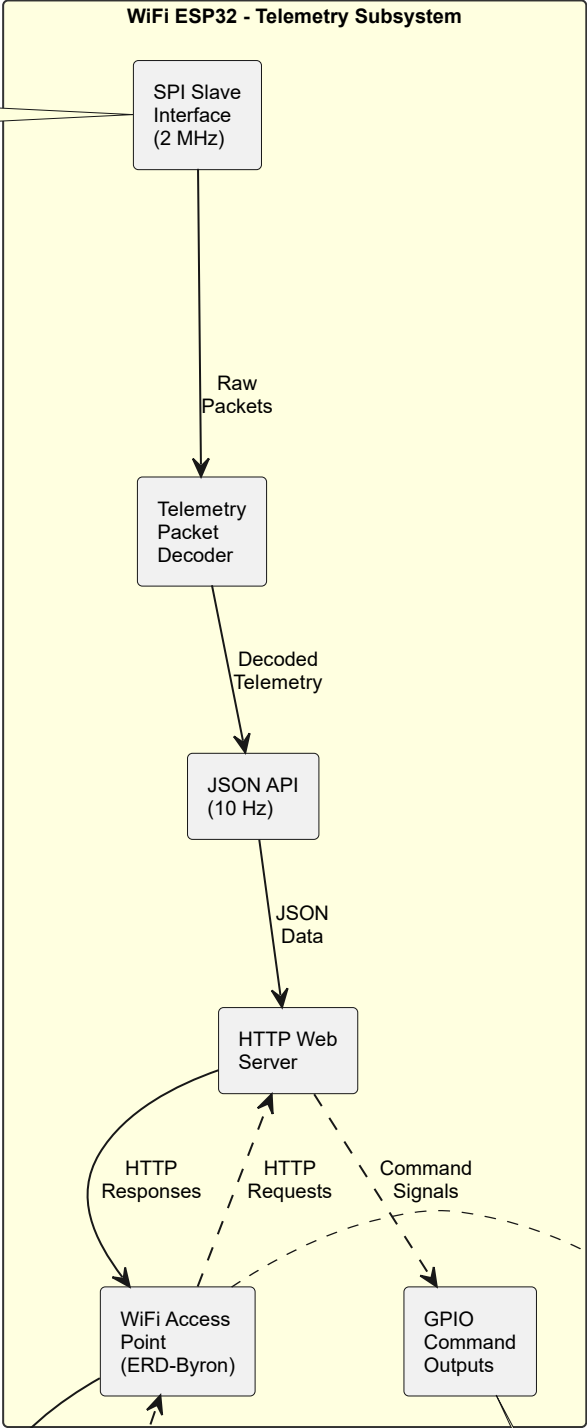 WiFi ESP32 - Telemetry Subsystem
SPI Slave
Interface
(2 MHz)
Raw
Packets
Telemetry
Packet
Decoder
Decoded
Telemetry
JSON API
(10 Hz)
JSON
Data
HTTP Web
Server
HTTP
Responses
HTTP
Requests
Command
Signals
WiFi Access
Point
(ERD-Byron)
GPIO
Command
Outputs